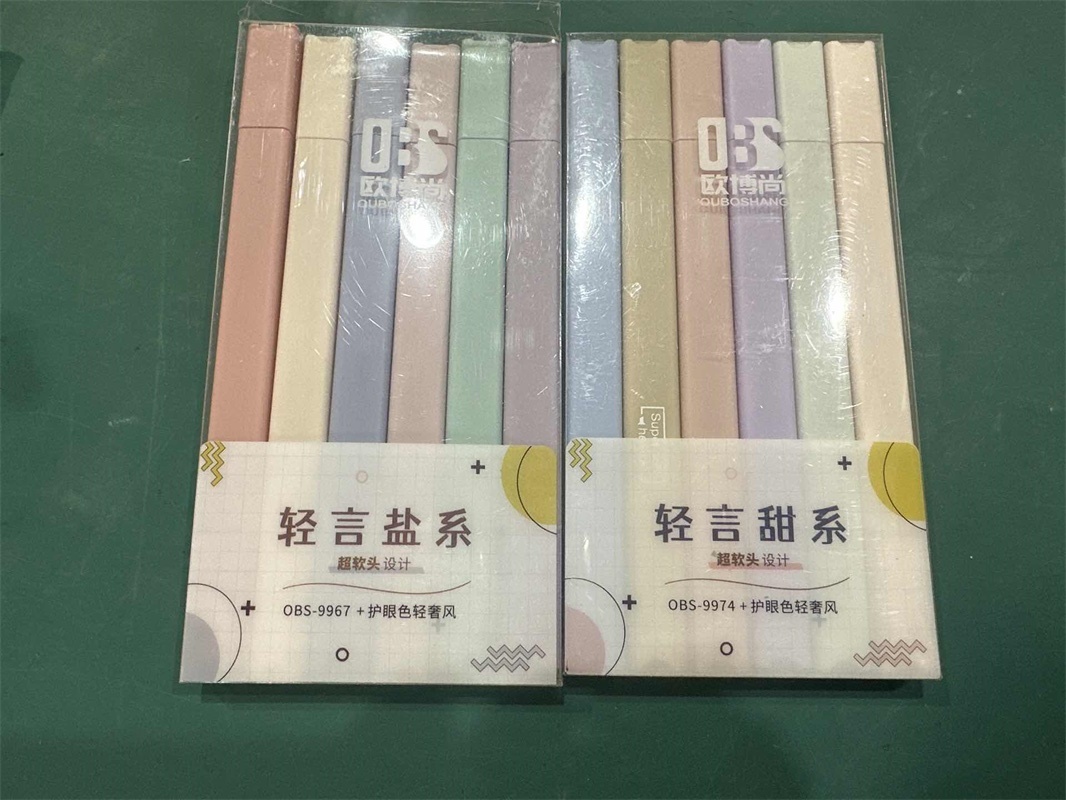 OBS
欧博尚
OUBOSHANG
轻言盐系
超软头设计
OBS-9967 + 护眼色轻奢风
OBS
欧博尚
OUBOSHANG
轻言甜系
超软头设计
OBS-9974 + 护眼色轻奢风